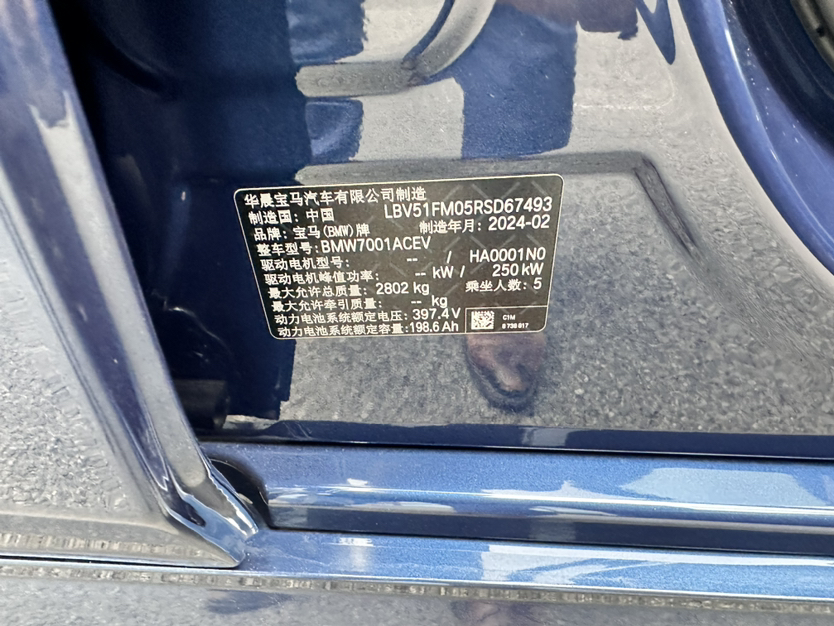 华晨宝马汽车有限公司制造
制造国：中国 LBV51FM05RSD67493
品牌：宝马(BMW)牌 制造年月：2024-02
整车型号：BMW7001ACEV
驱动电机型号： -- / HA0001N0
驱动电机峰值功率： -- kW / 250 kW
最大允许总质量：2802 kg 乘坐人数：5
最大允许牵引质量： -- kg
动力电池系统额定电压：397.4 V
动力电池系统额定容量：198.6 Ah
C1M
8 738 617